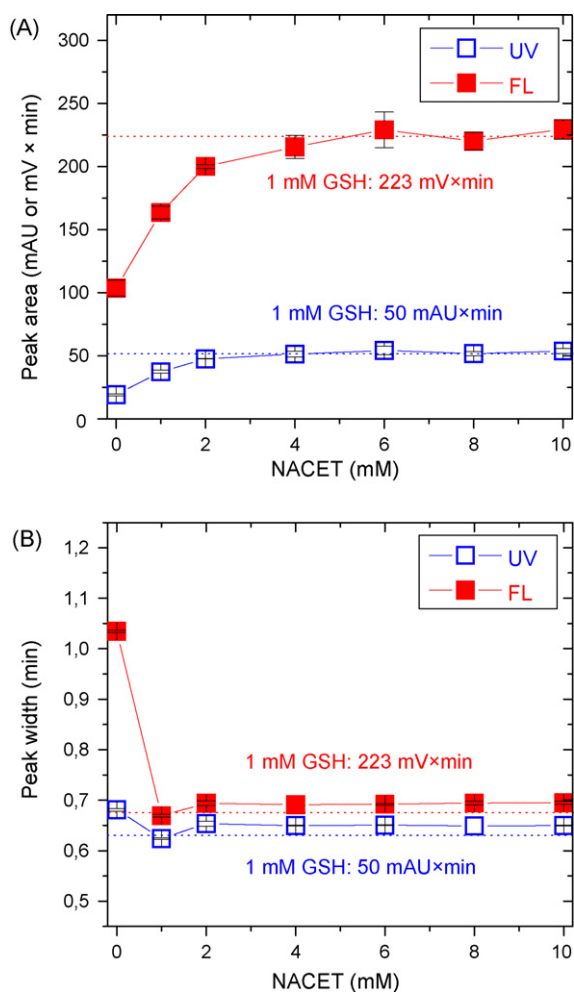 (A)
300
250
200
150
100
50
0
Peak area (mAU or mV × min)
UV
FL
1 mM GSH: 223 mV×min
1 mM GSH: 50 mAU×min
0 2 4 6 8 10
NACET (mM)
(B)
1,2
1,1
1,0
0,9
0,8
0,7
0,6
0,5
Peak width (min)
UV
FL
1 mM GSH: 223 mV×min
1 mM GSH: 50 mAU×min
0 2 4 6 8 10
NACET (mM)